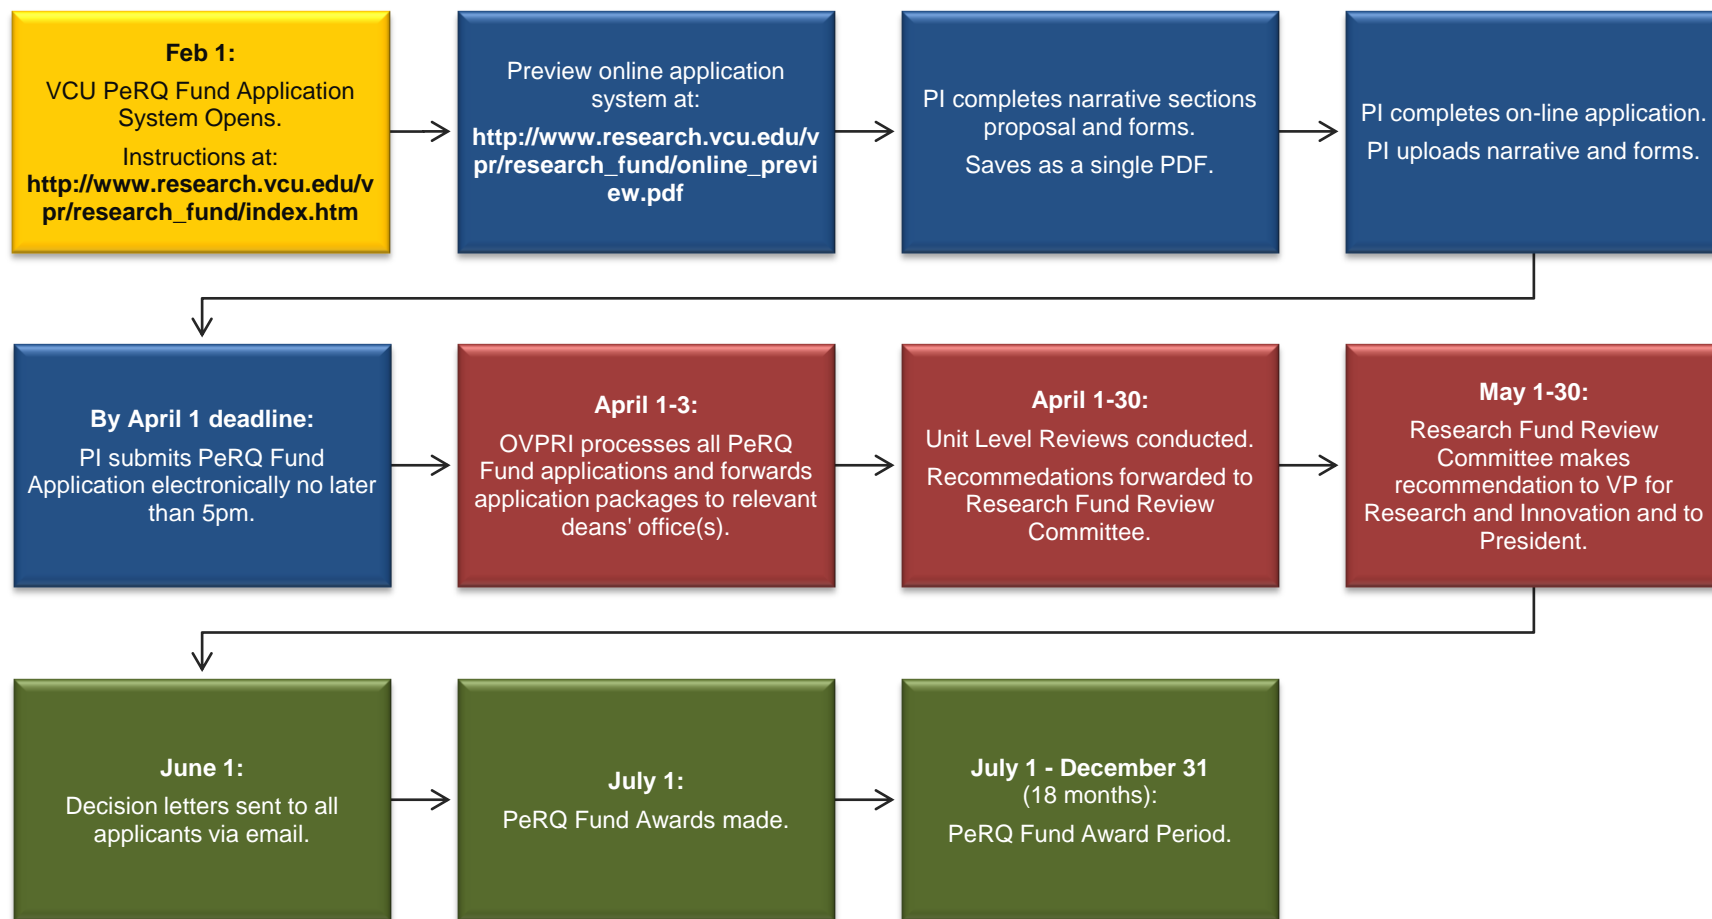 Feb 1:
VCU PeRQ Fund Application
System Opens.
Instructions at:
http://www.research.vcu.edu/v
pr/research_fund/index.htm
Preview online application
system at:
http://www.research.vcu.edu/v
pr/research_fund/online_previ
ew.pdf
PI completes narrative sections
proposal and forms.
Saves as a single PDF.
PI completes on-line application.
PI uploads narrative and forms.
By April 1 deadline:
PI submits PeRQ Fund
Application electronically no later
than 5pm.
April 1-3:
OVPRI processes all PeRQ
Fund applications and forwards
application packages to relevant
deans' office(s).
April 1-30:
Unit Level Reviews conducted.
Recommedations forwarded to
Research Fund Review
Committee.
May 1-30:
Research Fund Review
Committee makes
recommendation to VP for
Research and Innovation and to
President.
June 1:
Decision letters sent to all
applicants via email.
July 1:
PeRQ Fund Awards made.
July 1 - December 31
(18 months):
PeRQ Fund Award Period.